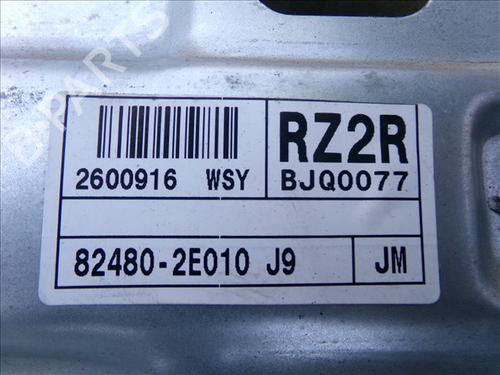 B-PARTS
RZ2R
2600916 WSY
BJQ0077
82480-2E010 J9
JM